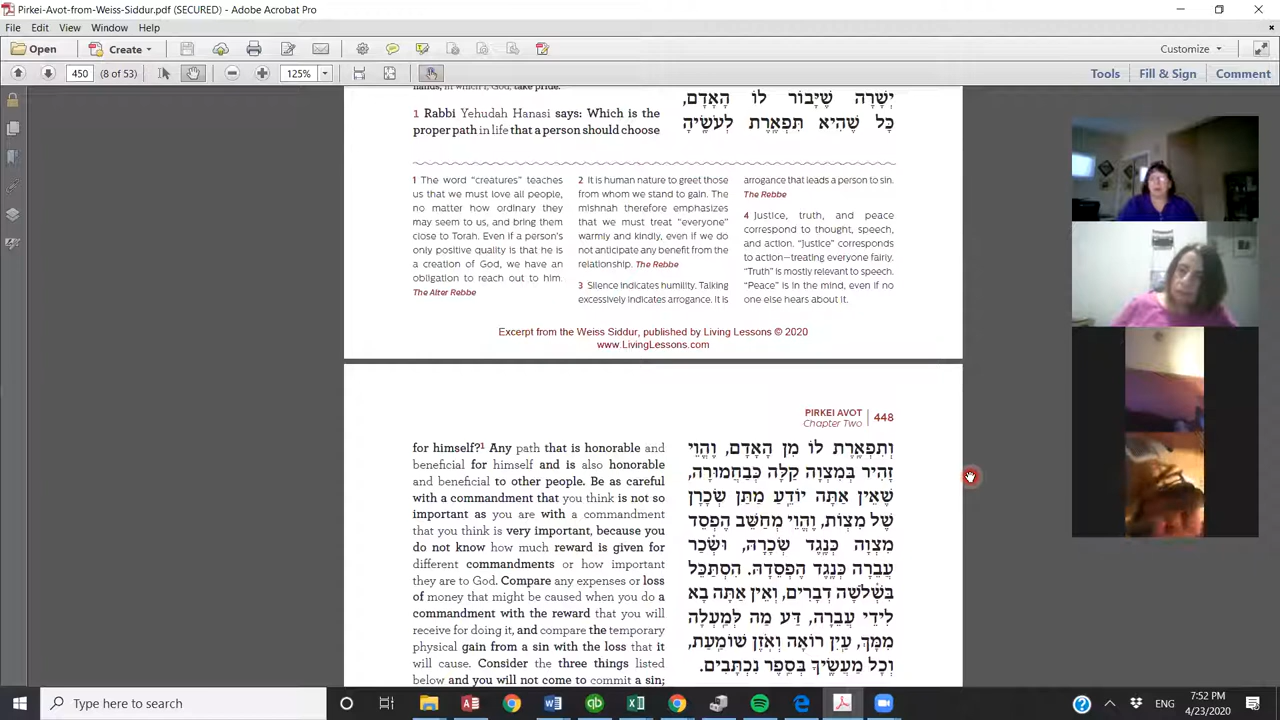 Pirkei-Avot-from-Weiss-Siddur.pdf (SECURED) - Adobe Acrobat Pro
File Edit View Window Help
Open Create Customize
450 (8 of 53) 125% Tools Fill & Sign Comment
hands, in which I, God, take pride.
1 Rabbi Yehudah Hanasi says: Which is the
proper path in life that a person should choose
יְשָׁרָה שֶׁיָּבוֹר לוֹ הָאָדָם,
כָּל שֶׁהִיא תִּפְאֶרֶת לְעֹשֶֽׂיהָ
1 The word "creatures" teaches
us that we must love all people,
no matter how ordinary they
may seem to us, and bring them
close to Torah. Even if a person's
only positive quality is that he is
a creation of God, we have an
obligation to reach out to him.
The Alter Rebbe
2 It is human nature to greet those
from whom we stand to gain. The
mishnah therefore emphasizes
that we must treat "everyone"
warmly and kindly, even if we do
not anticipate any benefit from the
relationship. The Rebbe
3 Silence indicates humility. Talking
excessively indicates arrogance. It is
arrogance that leads a person to sin.
The Rebbe
4 Justice, truth, and peace
correspond to thought, speech,
and action. "Justice" corresponds
to action—treating everyone fairly.
"Truth" is mostly relevant to speech.
"Peace" is in the mind, even if no
one else hears about it.
Excerpt from the Weiss Siddur, published by Living Lessons © 2020
www.LivingLessons.com
PIRKEI AVOT 448
Chapter Two
for himself?1 Any path that is honorable and
beneficial for himself and is also honorable
and beneficial to other people. Be as careful
with a commandment that you think is not so
important as you are with a commandment
that you think is very important, because you
do not know how much reward is given for
different commandments or how important
they are to God. Compare any expenses or loss
of money that might be caused when you do a
commandment with the reward that you will
receive for doing it, and compare the temporary
physical gain from a sin with the loss that it
will cause. Consider the three things listed
below and you will not come to commit a sin;
וְתִפְאֶרֶת לוֹ מִן הָאָדָם, וֶהֱוֵי
זָהִיר בְּמִצְוָה קַלָּה כְּבַחֲמוּרָה,
שֶׁאֵין אַתָּה יוֹדֵֽעַ מַתַּן שְׂכָרָן
שֶׁל מִצְוֹת, וֶהֱוֵי מְחַשֵּׁב הֶפְסֵד
מִצְוָה כְּנֶֽגֶד שְׂכָרָהּ, וּשְׂכַר
עֲבֵרָה כְּנֶֽגֶד הֶפְסֵדָהּ. הִסְתַּכֵּל
בִּשְׁלֹשָׁה דְבָרִים, וְאֵין אַתָּה בָא
לִידֵי עֲבֵרָה, דַּע מַה לְּמַֽעְלָה
מִמָּךְ, עַֽיִן רוֹאָה וְאֹֽזֶן שׁוֹמַֽעַת,
וְכָל מַעֲשֶֽׂיךָ בְּסֵֽפֶר נִכְתָּבִים.
Type here to search
7:52 PM
4/23/2020